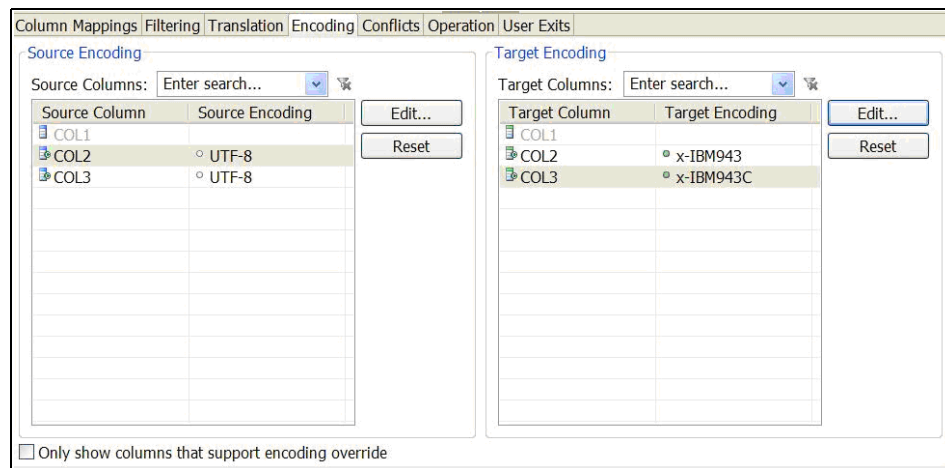 Column Mappings Filtering Translation Encoding Conflicts Operation User Exits
Source Encoding
Source Columns: Enter search...
Source Column Source Encoding
COL1
COL2 UTF-8
COL3 UTF-8
Edit...
Reset
Target Encoding
Target Columns: Enter search...
Target Column Target Encoding
COL1
COL2 x-IBM943
COL3 x-IBM943C
Edit...
Reset
Only show columns that support encoding override